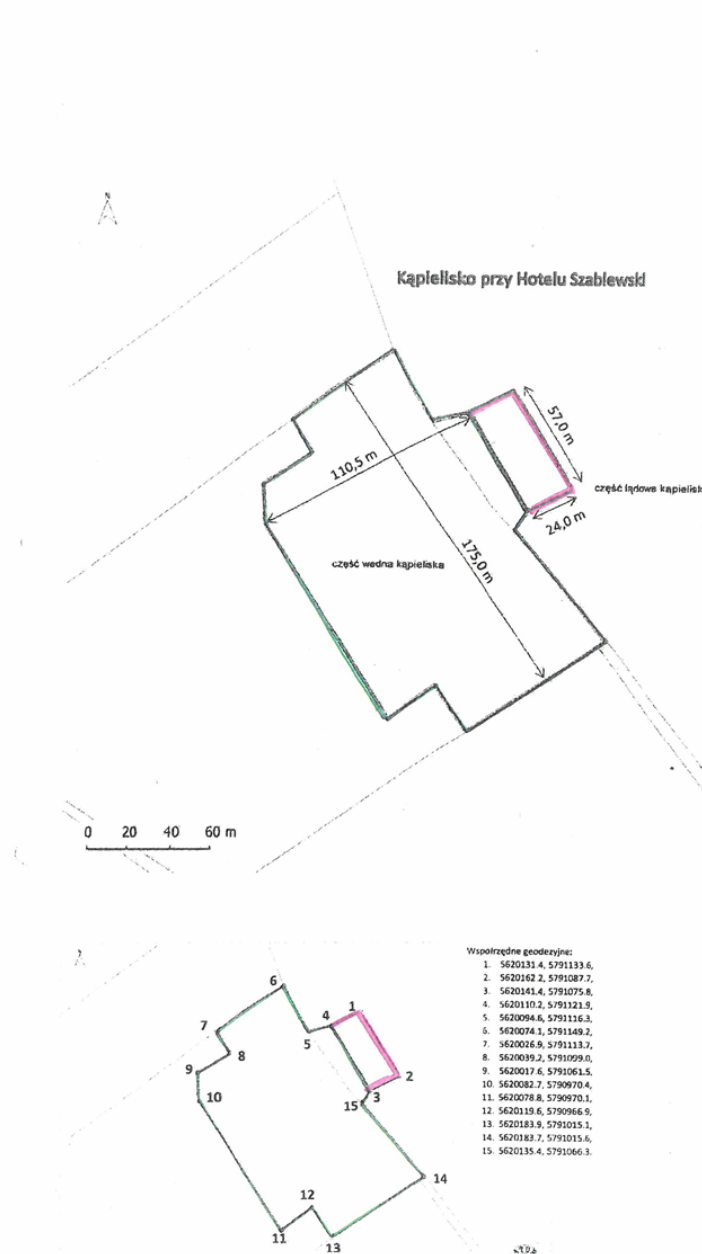 N
Kąpielisko przy Hotelu Szablewski
57,0 m
110,5 m
część lądowa kąpielisk
24,0 m
175,0 m
część wodna kąpieliska
0 20 40 60 m
Współrzędne geodezyjne:
1. 5620131.4, 5791133.6,
2. 5620162.2, 5791087.7,
3. 5620141.4, 5791075.8,
4. 5620110.2, 5791121.9,
5. 5620094.6, 5791116.3,
6. 5620074.1, 5791149.2,
7. 5620026.9, 5791113.7,
8. 5620039.2, 5791099.0,
9. 5620017.6, 5791061.5,
10. 5620082.7, 5790970.4,
11. 5620078.8, 5790970.1,
12. 5620119.6, 5790966.9,
13. 5620183.9, 5791015.1,
14. 5620183.7, 5791015.6,
15. 5620135.4, 5791066.3.
6
1
4
7
5
8
2
9
3
10
15
14
12
11
13